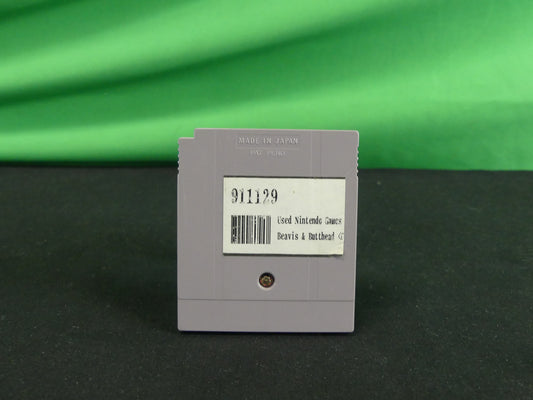 MADE IN JAPAN
911129
Used Nintendo Games
Beavis & Butthead